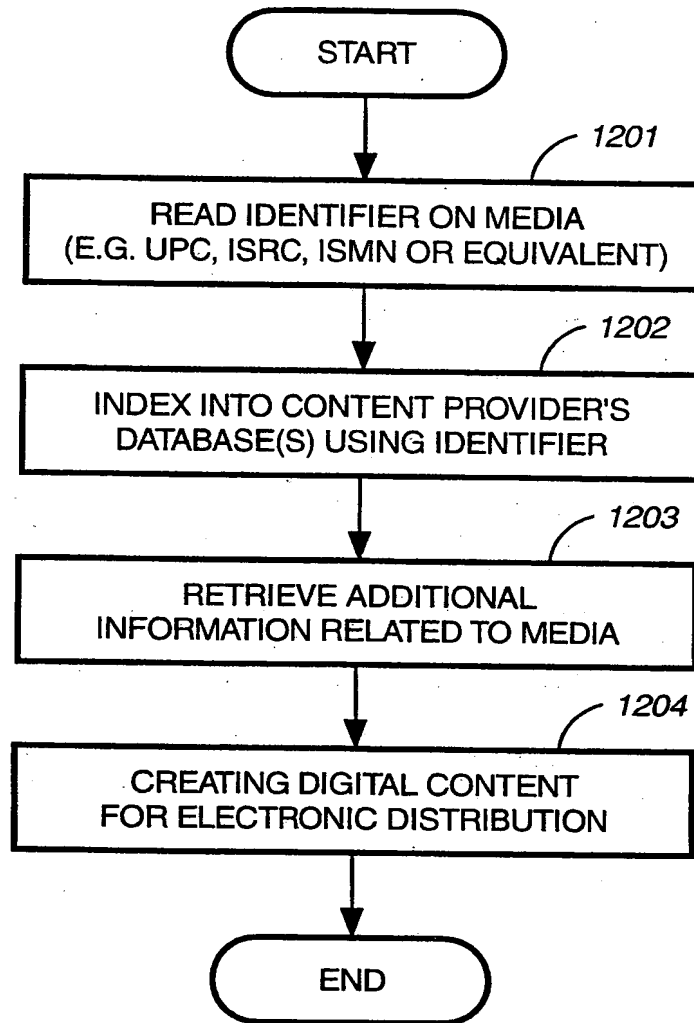 START
1201
READ IDENTIFIER ON MEDIA
(E.G. UPC, ISRC, ISMN OR EQUIVALENT)
1202
INDEX INTO CONTENT PROVIDER'S
DATABASE(S) USING IDENTIFIER
1203
RETRIEVE ADDITIONAL
INFORMATION RELATED TO MEDIA
1204
CREATING DIGITAL CONTENT
FOR ELECTRONIC DISTRIBUTION
END